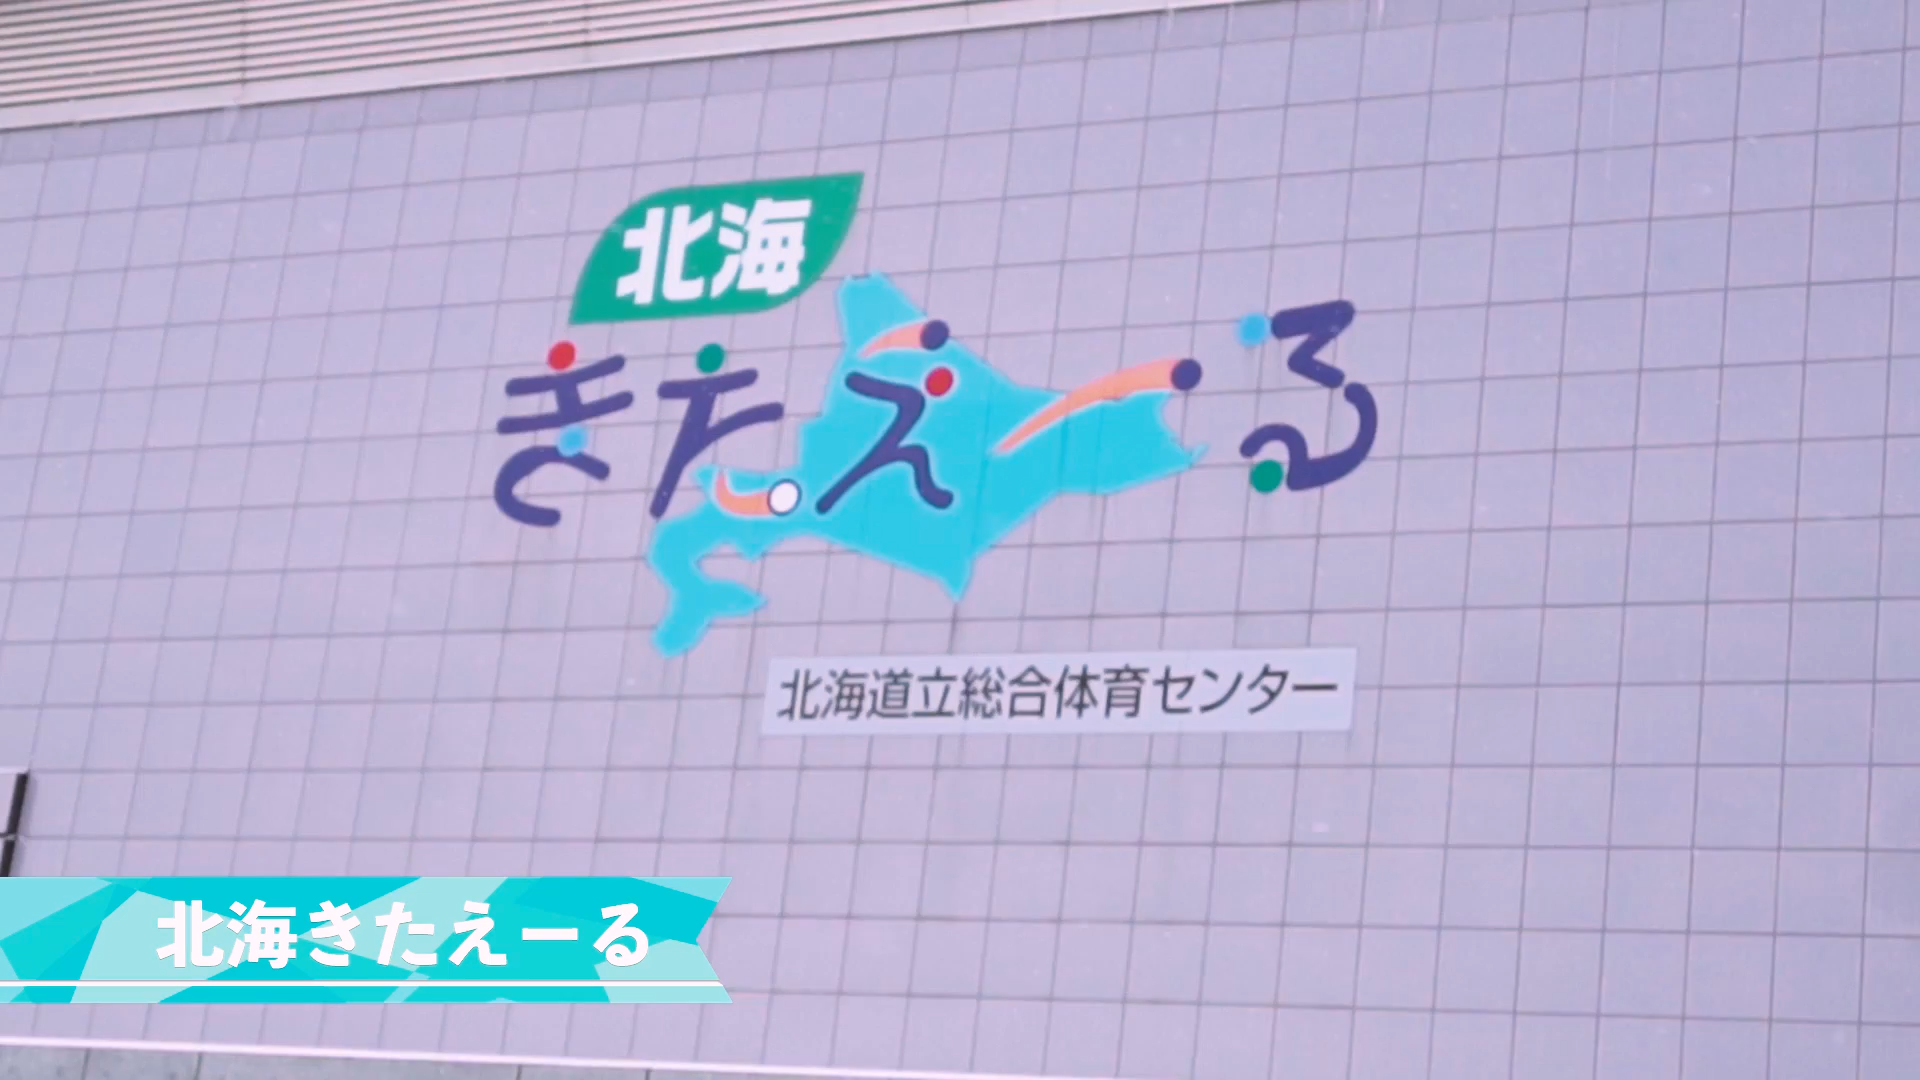 北海
きたえーる
北海道立総合体育センター
北海きたえーる